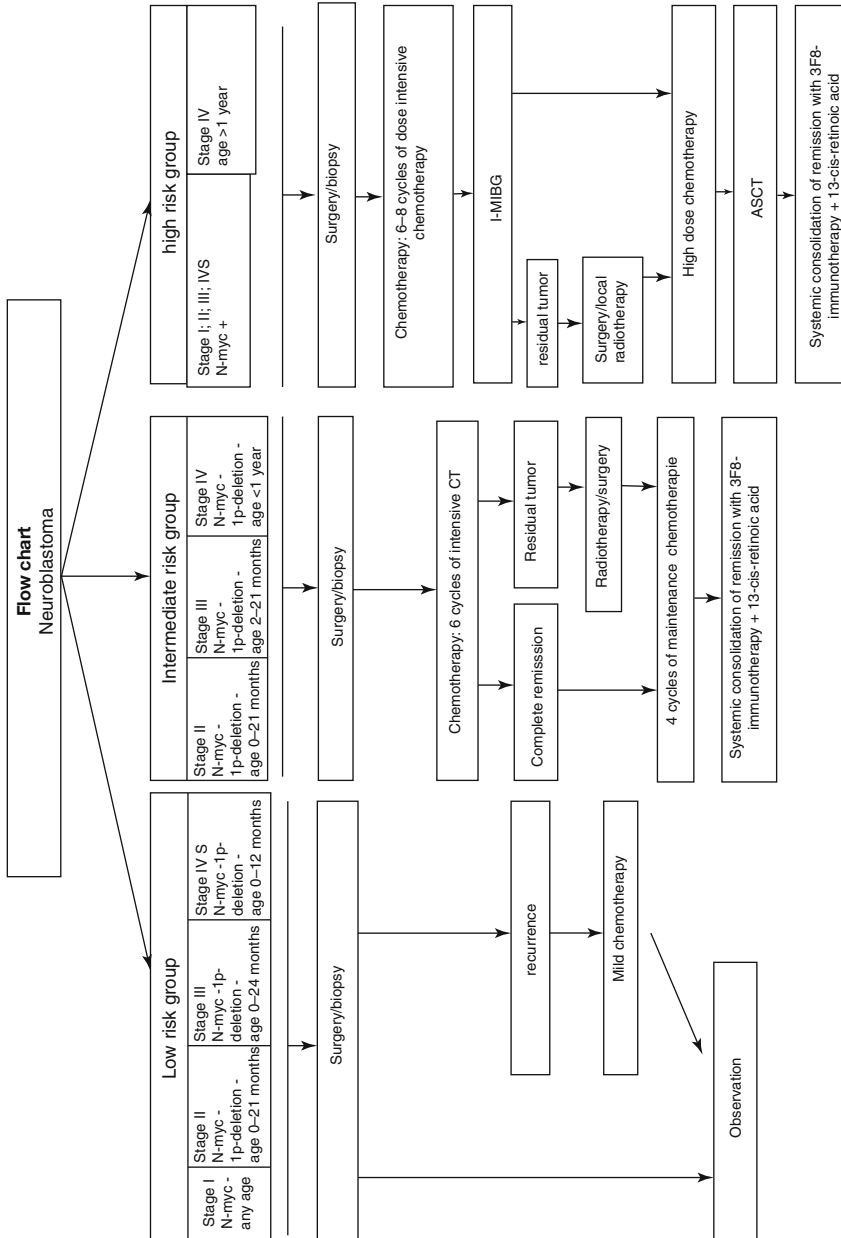 Flow chart
Neuroblastoma
Low risk group
Stage I
N-myc -
any age
Stage II
N-myc -
1p-deletion -
age 0–21 months
Stage III
N-myc -1p-
deletion -
age 0–24 months
Stage IV S
N-myc -1p-
deletion -
age 0–12 months
Surgery/biopsy
recurrence
Mild chemotherapy
Observation
Intermediate risk group
Stage II
N-myc -
1p-deletion -
age 0–21 months
Stage III
N-myc -
1p-deletion -
age 2–21 months
Stage IV
N-myc -
1p-deletion -
age <1 year
Surgery/biopsy
Chemotherapy: 6 cycles of intensive CT
Complete remisssion
Residual tumor
Radiotherapy/surgery
4 cycles of maintenance chemotherapie
Systemic consolidation of remission with 3F8-
immunotherapy + 13-cis-retinoic acid
high risk group
Stage I; II; III; IVS
N-myc +
Stage IV
age >1 year
Surgery/biopsy
Chemotherapy: 6–8 cycles of dose intensive
chemotherapy
I-MIBG
residual tumor
Surgery/local
radiotherapy
High dose chemotherapy
ASCT
Systemic consolidation of remission with 3F8-
immunotherapy + 13-cis-retinoic acid